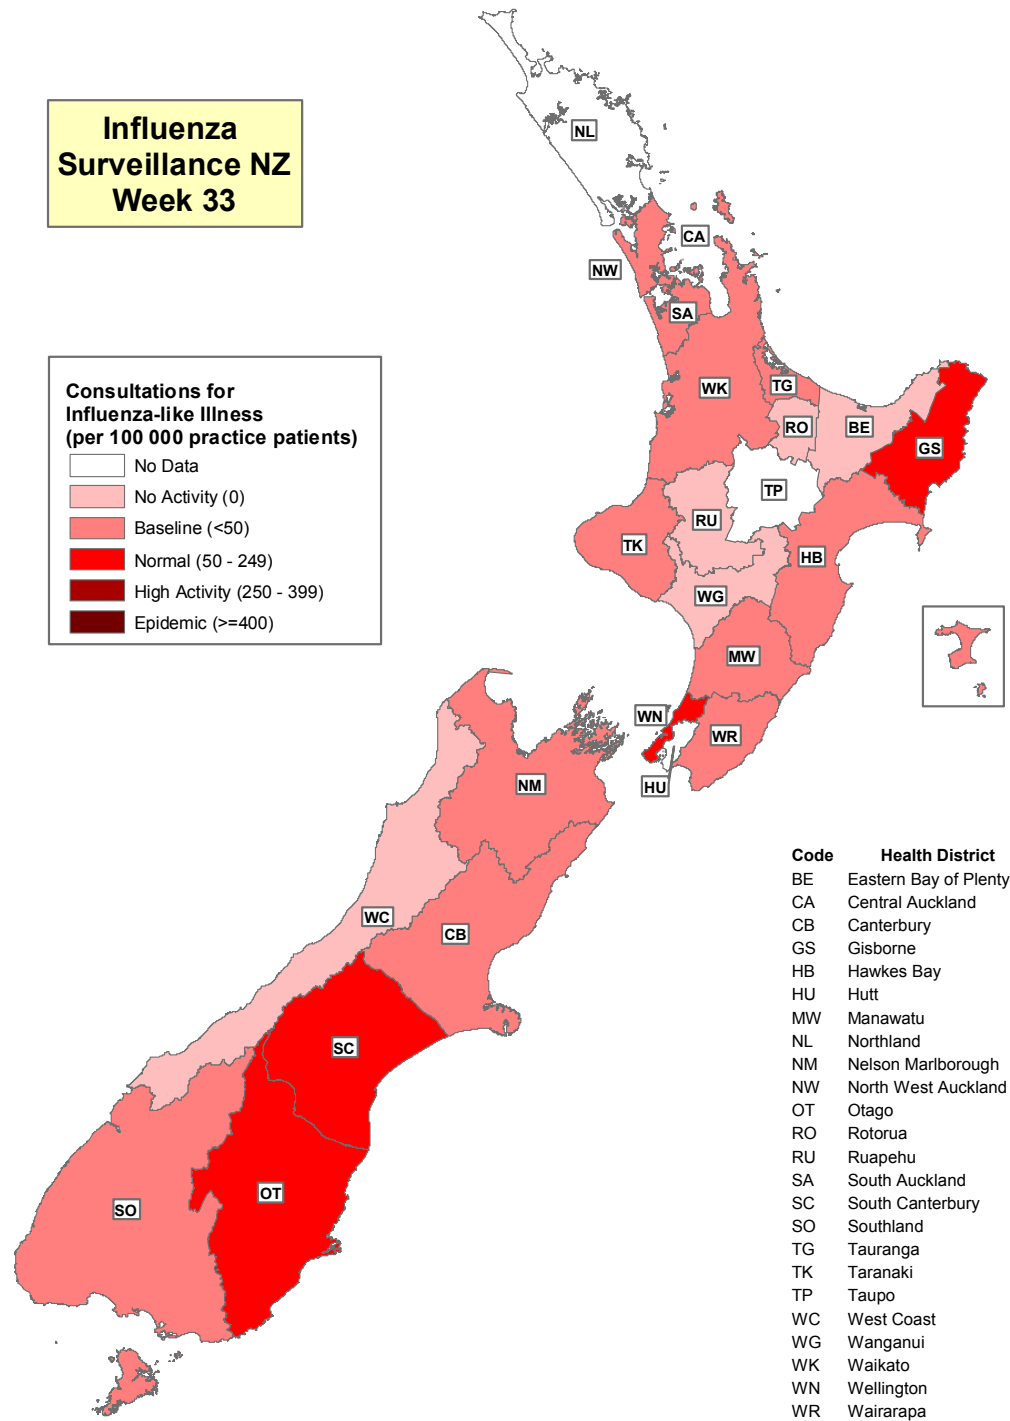 Influenza
Surveillance NZ
Week 33
NL
CA
NW
SA
WK
TG
RO
BE
GS
TP
RU
TK
HB
WG
MW
WN
WR
HU
NM
WC
CB
SC
OT
SO
Consultations for
Influenza-like Illness
(per 100 000 practice patients)
No Data
No Activity (0)
Baseline (<50)
Normal (50 - 249)
High Activity (250 - 399)
Epidemic (>=400)
Code Health District
BE Eastern Bay of Plenty
CA Central Auckland
CB Canterbury
GS Gisborne
HB Hawkes Bay
HU Hutt
MW Manawatu
NL Northland
NM Nelson Marlborough
NW North West Auckland
OT Otago
RO Rotorua
RU Ruapehu
SA South Auckland
SC South Canterbury
SO Southland
TG Tauranga
TK Taranaki
TP Taupo
WC West Coast
WG Wanganui
WK Waikato
WN Wellington
WR Wairarapa